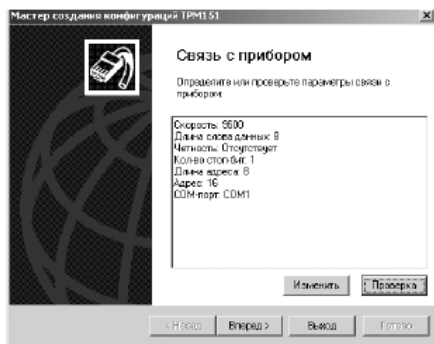 Мастер создания конфигураций ТРМ151
Связь с прибором
Определите или проверьте параметры связи с
прибором
Скорость: 9600
Длина слова данных: 8
Четность: Отсутствует
Кол-во стоп-бит: 1
Длина адреса: 8
Адрес: 16
COM-порт: COM1
Изменить
Проверка
< Назад
Вперед >
Выход
Готово